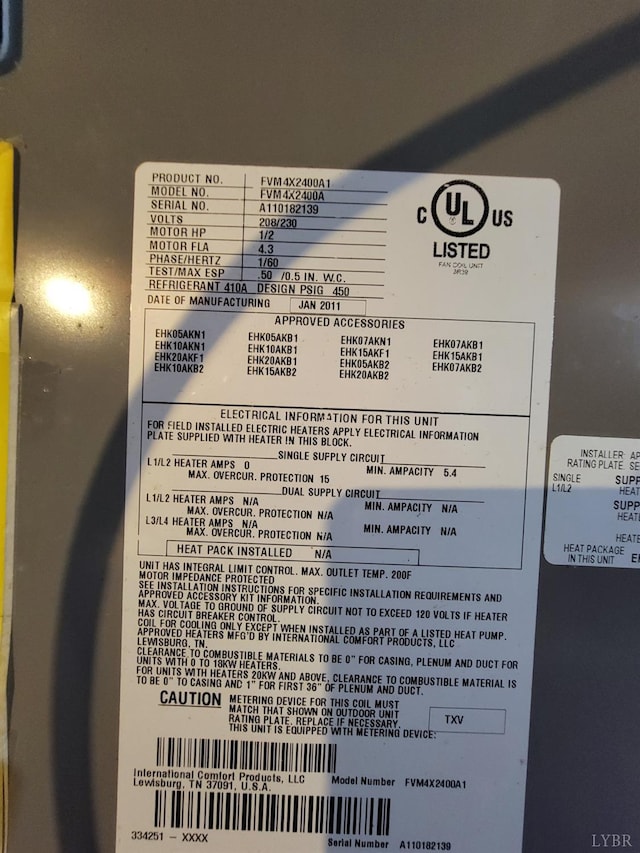 PRODUCT NO. FVM4X2400A1
MODEL NO. FVM4X2400A
SERIAL NO. A110182139
VOLTS 208/230
MOTOR HP 1/2
MOTOR FLA 4.3
PHASE/HERTZ 1/60
TEST/MAX ESP .50 /0.5 IN. W.C.
REFRIGERANT 410A DESIGN PSIG 450
DATE OF MANUFACTURING JAN 2011
C UL US
LISTED
FAN COIL UNIT
APPROVED ACCESSORIES
EHK05AKN1 EHK05AKB1 EHK07AKN1 EHK07AKB1
EHK10AKN1 EHK10AKB1 EHK15AKF1 EHK15AKB1
EHK20AKF1 EHK20AKB1 EHK05AKB2 EHK07AKB2
EHK10AKB2 EHK15AKB2 EHK20AKB2
ELECTRICAL INFORMATION FOR THIS UNIT
FOR FIELD INSTALLED ELECTRIC HEATERS APPLY ELECTRICAL INFORMATION
PLATE SUPPLIED WITH HEATER IN THIS BLOCK.
SINGLE SUPPLY CIRCUIT
L1/L2 HEATER AMPS 0 MIN. AMPACITY 5.4
MAX. OVERCUR. PROTECTION 15
DUAL SUPPLY CIRCUIT
L1/L2 HEATER AMPS N/A MIN. AMPACITY N/A
MAX. OVERCUR. PROTECTION N/A
L3/L4 HEATER AMPS N/A MIN. AMPACITY N/A
MAX. OVERCUR. PROTECTION N/A
HEAT PACK INSTALLED N/A
UNIT HAS INTEGRAL LIMIT CONTROL. MAX. OUTLET TEMP. 200F
MOTOR IMPEDANCE PROTECTED
SEE INSTALLATION INSTRUCTIONS FOR SPECIFIC INSTALLATION REQUIREMENTS AND
APPROVED ACCESSORY KIT INFORMATION.
MAX. VOLTAGE TO GROUND OF SUPPLY CIRCUIT NOT TO EXCEED 120 VOLTS IF HEATER
HAS CIRCUIT BREAKER CONTROL.
COIL FOR COOLING ONLY EXCEPT WHEN INSTALLED AS PART OF A LISTED HEAT PUMP.
APPROVED HEATERS MFG'D BY INTERNATIONAL COMFORT PRODUCTS, LLC
LEWISBURG, TN.
CLEARANCE TO COMBUSTIBLE MATERIALS TO BE 0" FOR CASING, PLENUM AND DUCT FOR
UNITS WITH 0 TO 18KW HEATERS.
FOR UNITS WITH HEATERS 20KW AND ABOVE, CLEARANCE TO COMBUSTIBLE MATERIAL IS
TO BE 0" TO CASING AND 1" FOR FIRST 36" OF PLENUM AND DUCT.
CAUTION METERING DEVICE FOR THIS COIL MUST
MATCH THAT SHOWN ON OUTDOOR UNIT
RATING PLATE. REPLACE IF NECESSARY.
THIS UNIT IS EQUIPPED WITH METERING DEVICE: TXV
International Comfort Products, LLC Model Number FVM4X2400A1
Lewisburg, TN 37091, U.S.A.
334251 - XXXX Serial Number A110182139
INSTALLER: AP
RATING PLATE. SE
SINGLE SUPP
L1/L2 HEAT
SUPP
HEATE
HEAT PACKAGE
IN THIS UNIT
LYBR